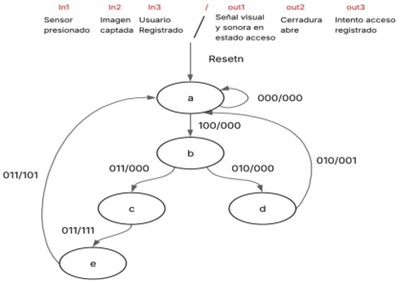 In1 In2 In3 / out1 out2 out3
Sensor presionado
Imagen captada
Usuario Registrado
Señal visual y sonora en estado acceso
Cerradura abre
Intento acceso registrado
Resetn
a
000/000
100/000
b
011/000
010/000
010/001
011/101
c
d
011/111
e